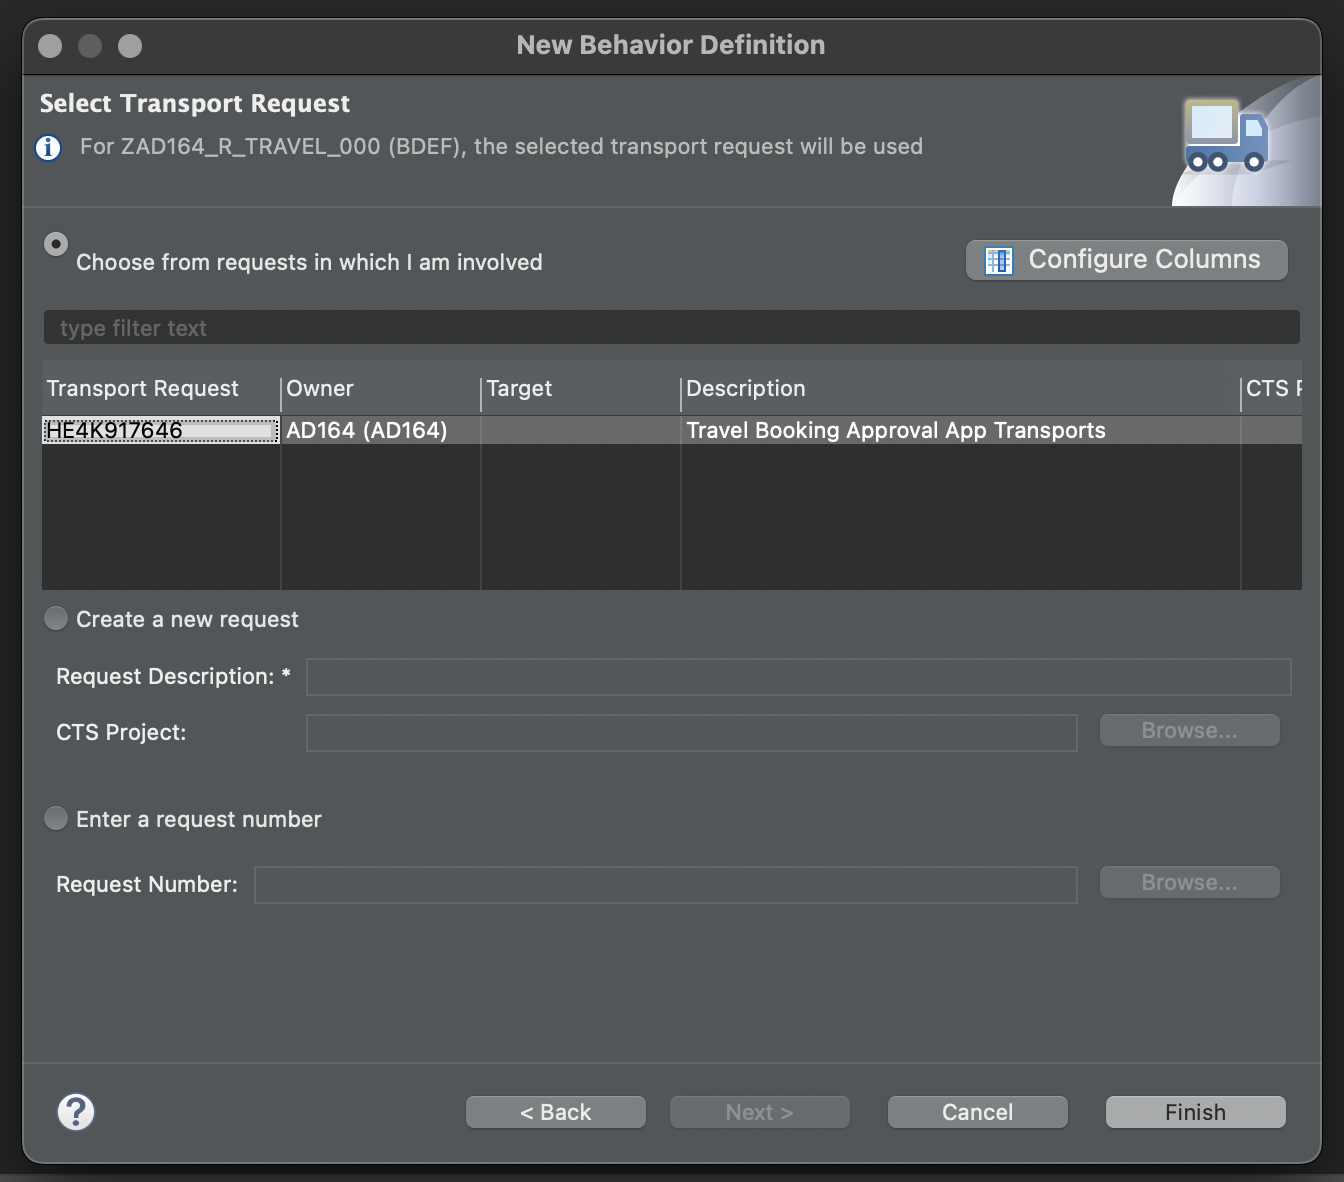 New Behavior Definition
Select Transport Request
For ZAD164_R_TRAVEL_000 (BDEF), the selected transport request will be used
Choose from requests in which I am involved
Configure Columns
type filter text
Transport Request Owner Target Description CTS P
HE4K917646 AD164 (AD164) Travel Booking Approval App Transports
Create a new request
Request Description: *
CTS Project:
Browse...
Enter a request number
Request Number:
Browse...
?
< Back
Next >
Cancel
Finish